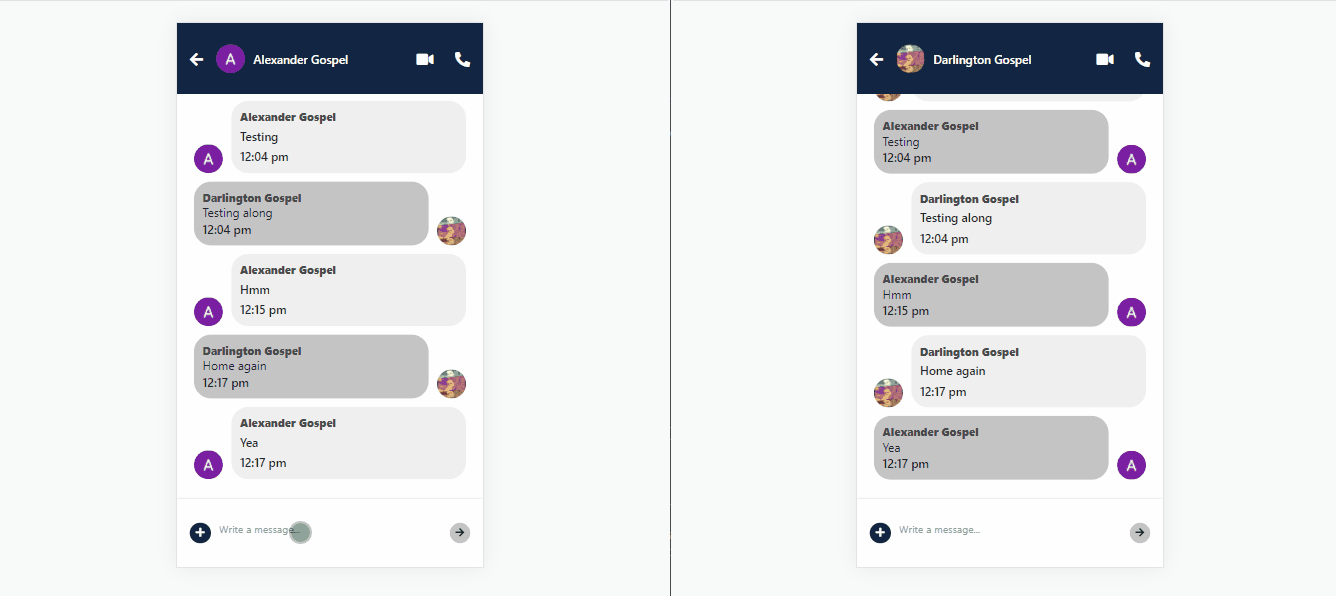 A Alexander Gospel
Alexander Gospel
Testing
12:04 pm
A
Darlington Gospel
Testing along
12:04 pm
Alexander Gospel
Hmm
12:15 pm
A
Darlington Gospel
Home again
12:17 pm
Alexander Gospel
Yea
12:17 pm
A
Write a message...
Darlington Gospel
Alexander Gospel
Testing
12:04 pm
A
Darlington Gospel
Testing along
12:04 pm
Alexander Gospel
Hmm
12:15 pm
A
Darlington Gospel
Home again
12:17 pm
Alexander Gospel
Yea
12:17 pm
A
Write a message...